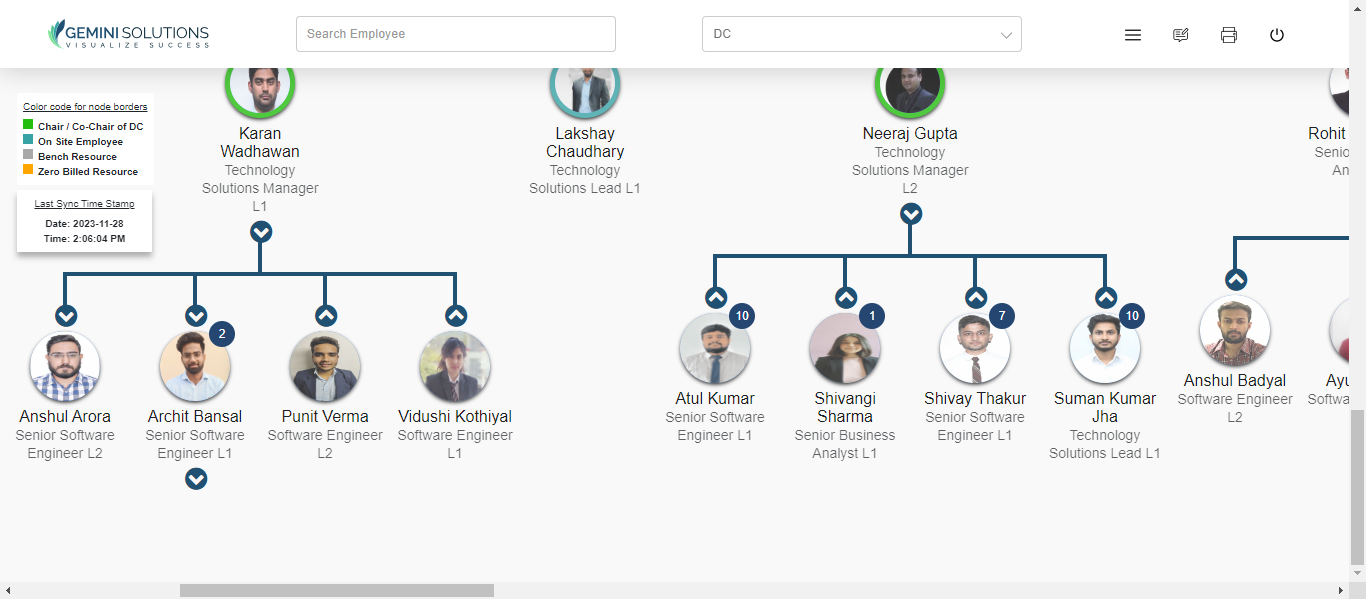 GEMINI SOLUTIONS
VISUALIZE SUCCESS
Search Employee
DC
Color code for node borders
Chair / Co-Chair of DC
On Site Employee
Bench Resource
Zero Billed Resource
Last Sync Time Stamp
Date: 2023-11-28
Time: 2:06:04 PM
Karan
Wadhawan
Technology
Solutions Manager
L1
Lakshay
Chaudhary
Technology
Solutions Lead L1
Neeraj Gupta
Technology
Solutions Manager
L2
Rohit
Senio
An
Anshul Arora
Senior Software
Engineer L2
2
Archit Bansal
Senior Software
Engineer L1
Punit Verma
Software Engineer
L2
Vidushi Kothiyal
Software Engineer
L1
10
Atul Kumar
Senior Software
Engineer L1
1
Shivangi
Sharma
Senior Business
Analyst L1
7
Shivay Thakur
Senior Software
Engineer L1
10
Suman Kumar
Jha
Technology
Solutions Lead L1
Anshul Badyal
Software Engineer
L2
Ayu
Softwa